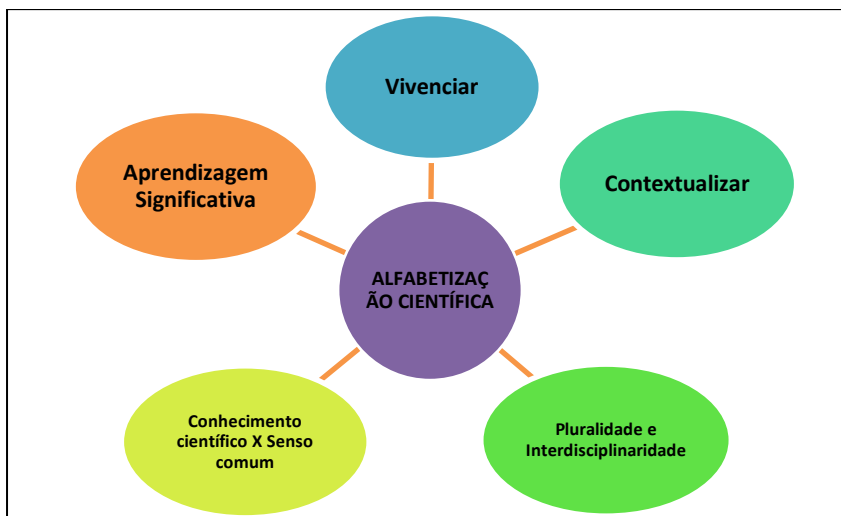 Vivenciar
Aprendizagem
Significativa
Contextualizar
ALFABETIZAÇ
ÃO CIENTÍFICA
Conhecimento
científico X Senso
comum
Pluralidade e
Interdisciplinaridade